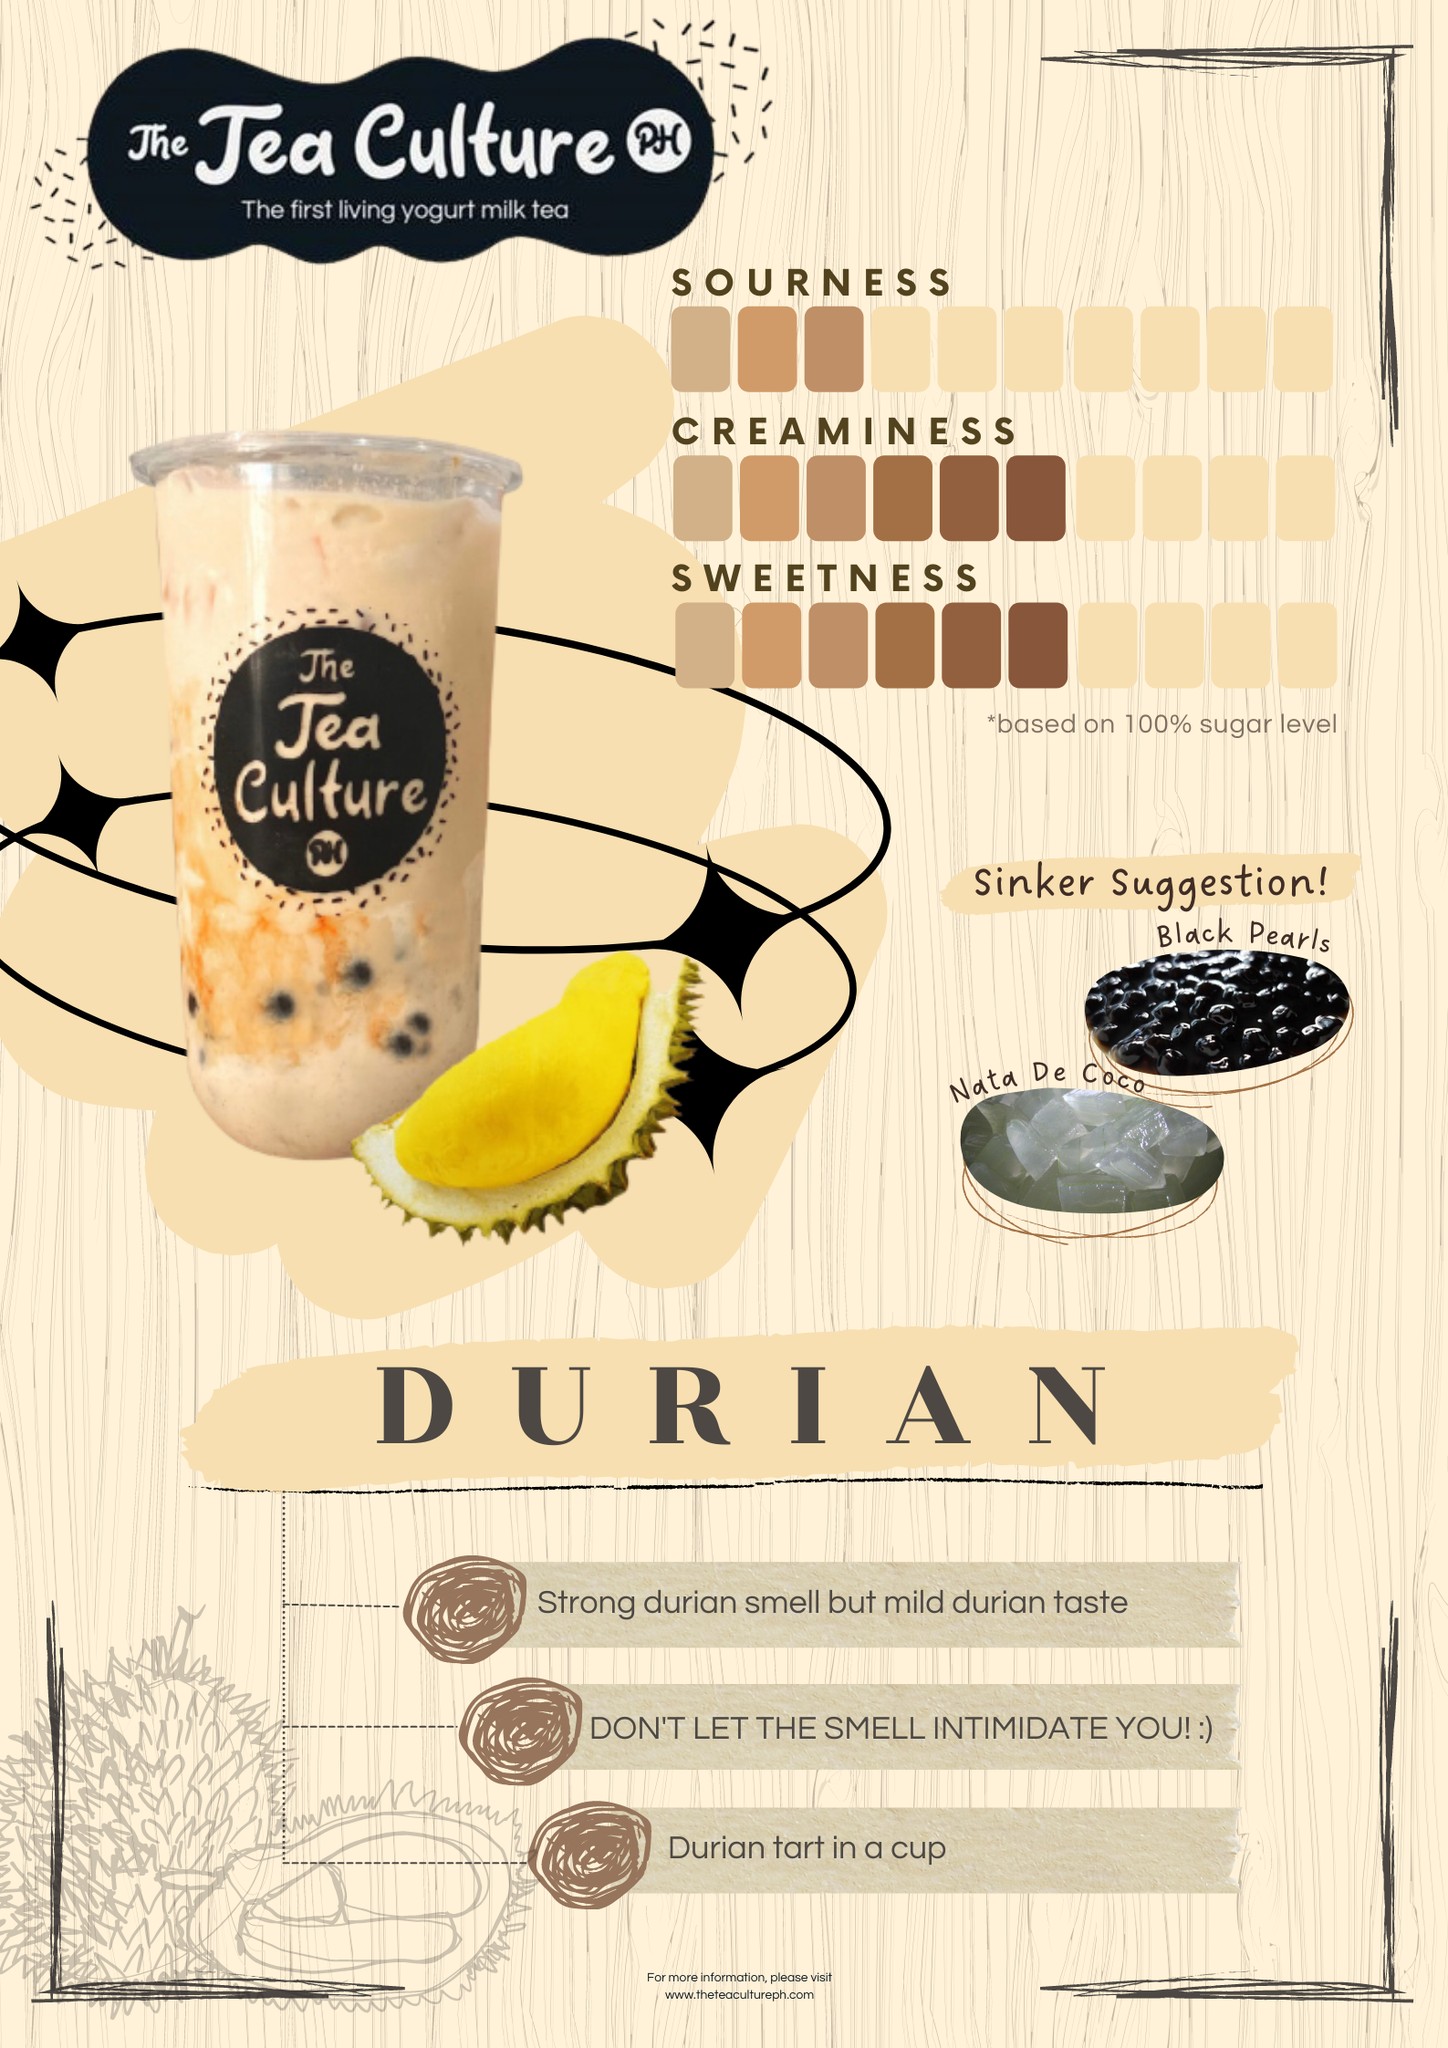 The Tea Culture PH
The first living yogurt milk tea
SOURNESS
CREAMINESS
SWEETNESS
*based on 100% sugar level
The
Tea
Culture
PH
Sinker Suggestion!
Black Pearls
Nata De Coco
DURIAN
Strong durian smell but mild durian taste
DON'T LET THE SMELL INTIMIDATE YOU! :)
Durian tart in a cup
For more information, please visit
www.theteacultureph.com